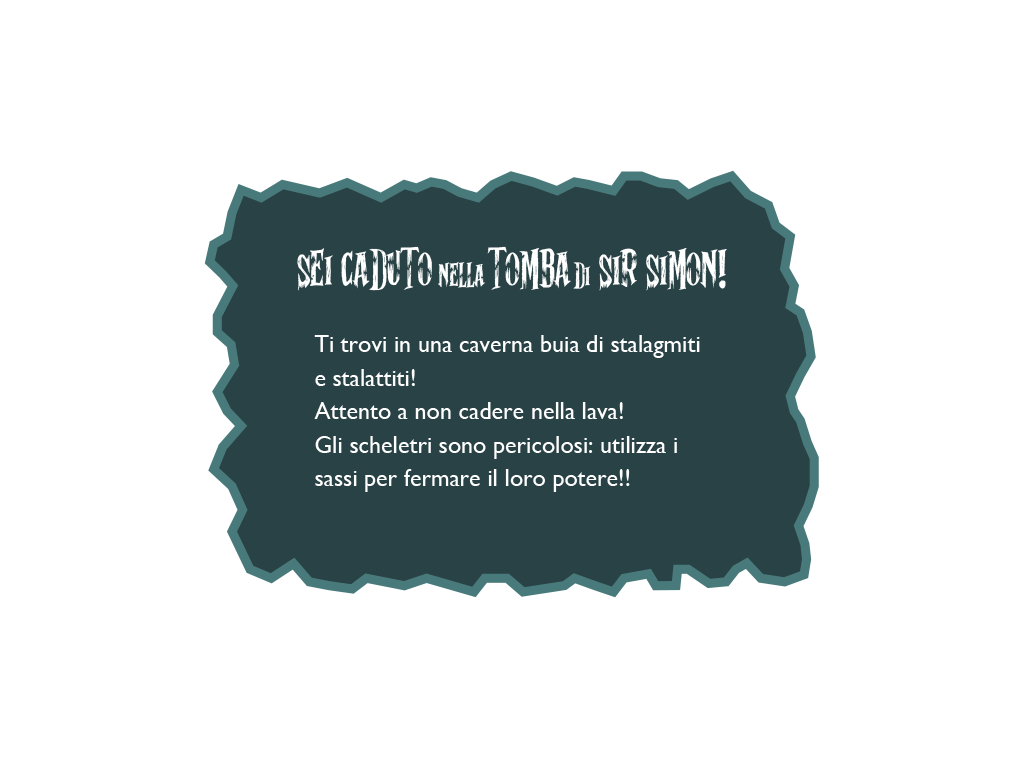 SEI CADUTO NELLA TOMBA DI SIR SIMON!
Ti trovi in una caverna buia di stalagmiti
e stalattiti!
Attento a non cadere nella lava!
Gli scheletri sono pericolosi: utilizza i
sassi per fermare il loro potere!!